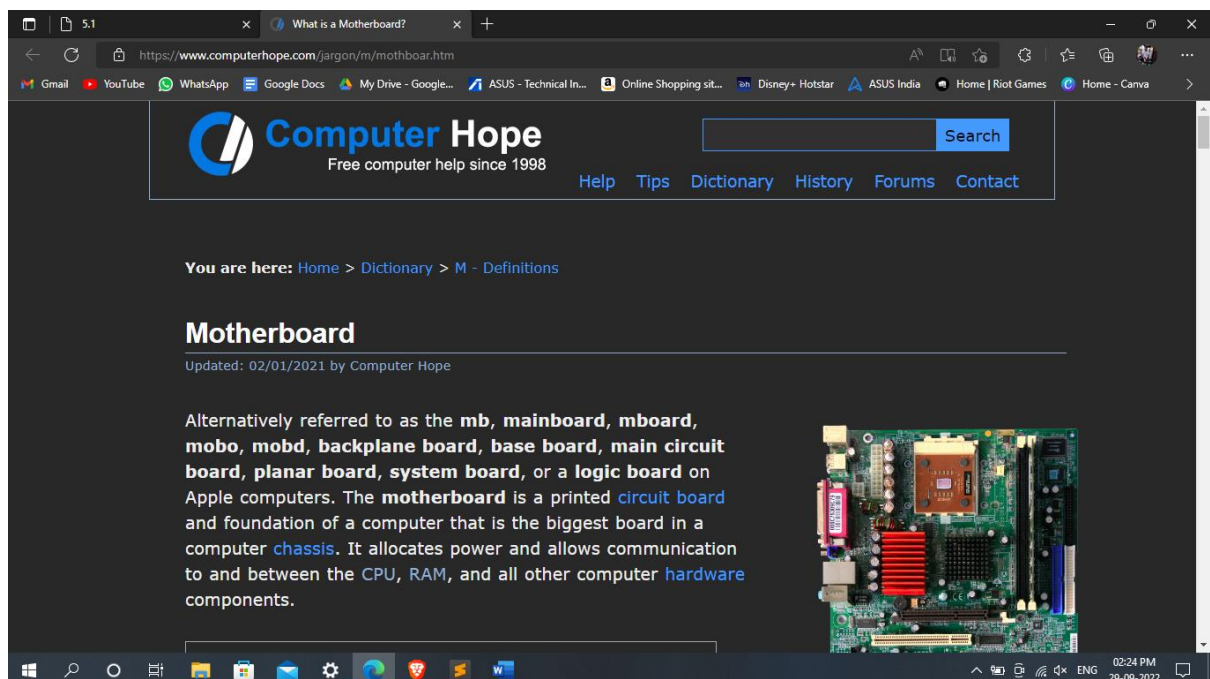 5.1
What is a Motherboard?
https://www.computerhope.com/jargon/m/mothboar.htm
Gmail YouTube WhatsApp Google Docs My Drive - Google... ASUS - Technical In... Online Shopping sit... Disney+ Hotstar ASUS India Home | Riot Games Home - Canva
Computer Hope
Free computer help since 1998
Search
Help Tips Dictionary History Forums Contact
You are here: Home > Dictionary > M - Definitions
Motherboard
Updated: 02/01/2021 by Computer Hope
Alternatively referred to as the mb, mainboard, mboard,
mobo, mobd, backplane board, base board, main circuit
board, planar board, system board, or a logic board on
Apple computers. The motherboard is a printed circuit board
and foundation of a computer that is the biggest board in a
computer chassis. It allocates power and allows communication
to and between the CPU, RAM, and all other computer hardware
components.
ENG
02:24 PM
29-09-2022